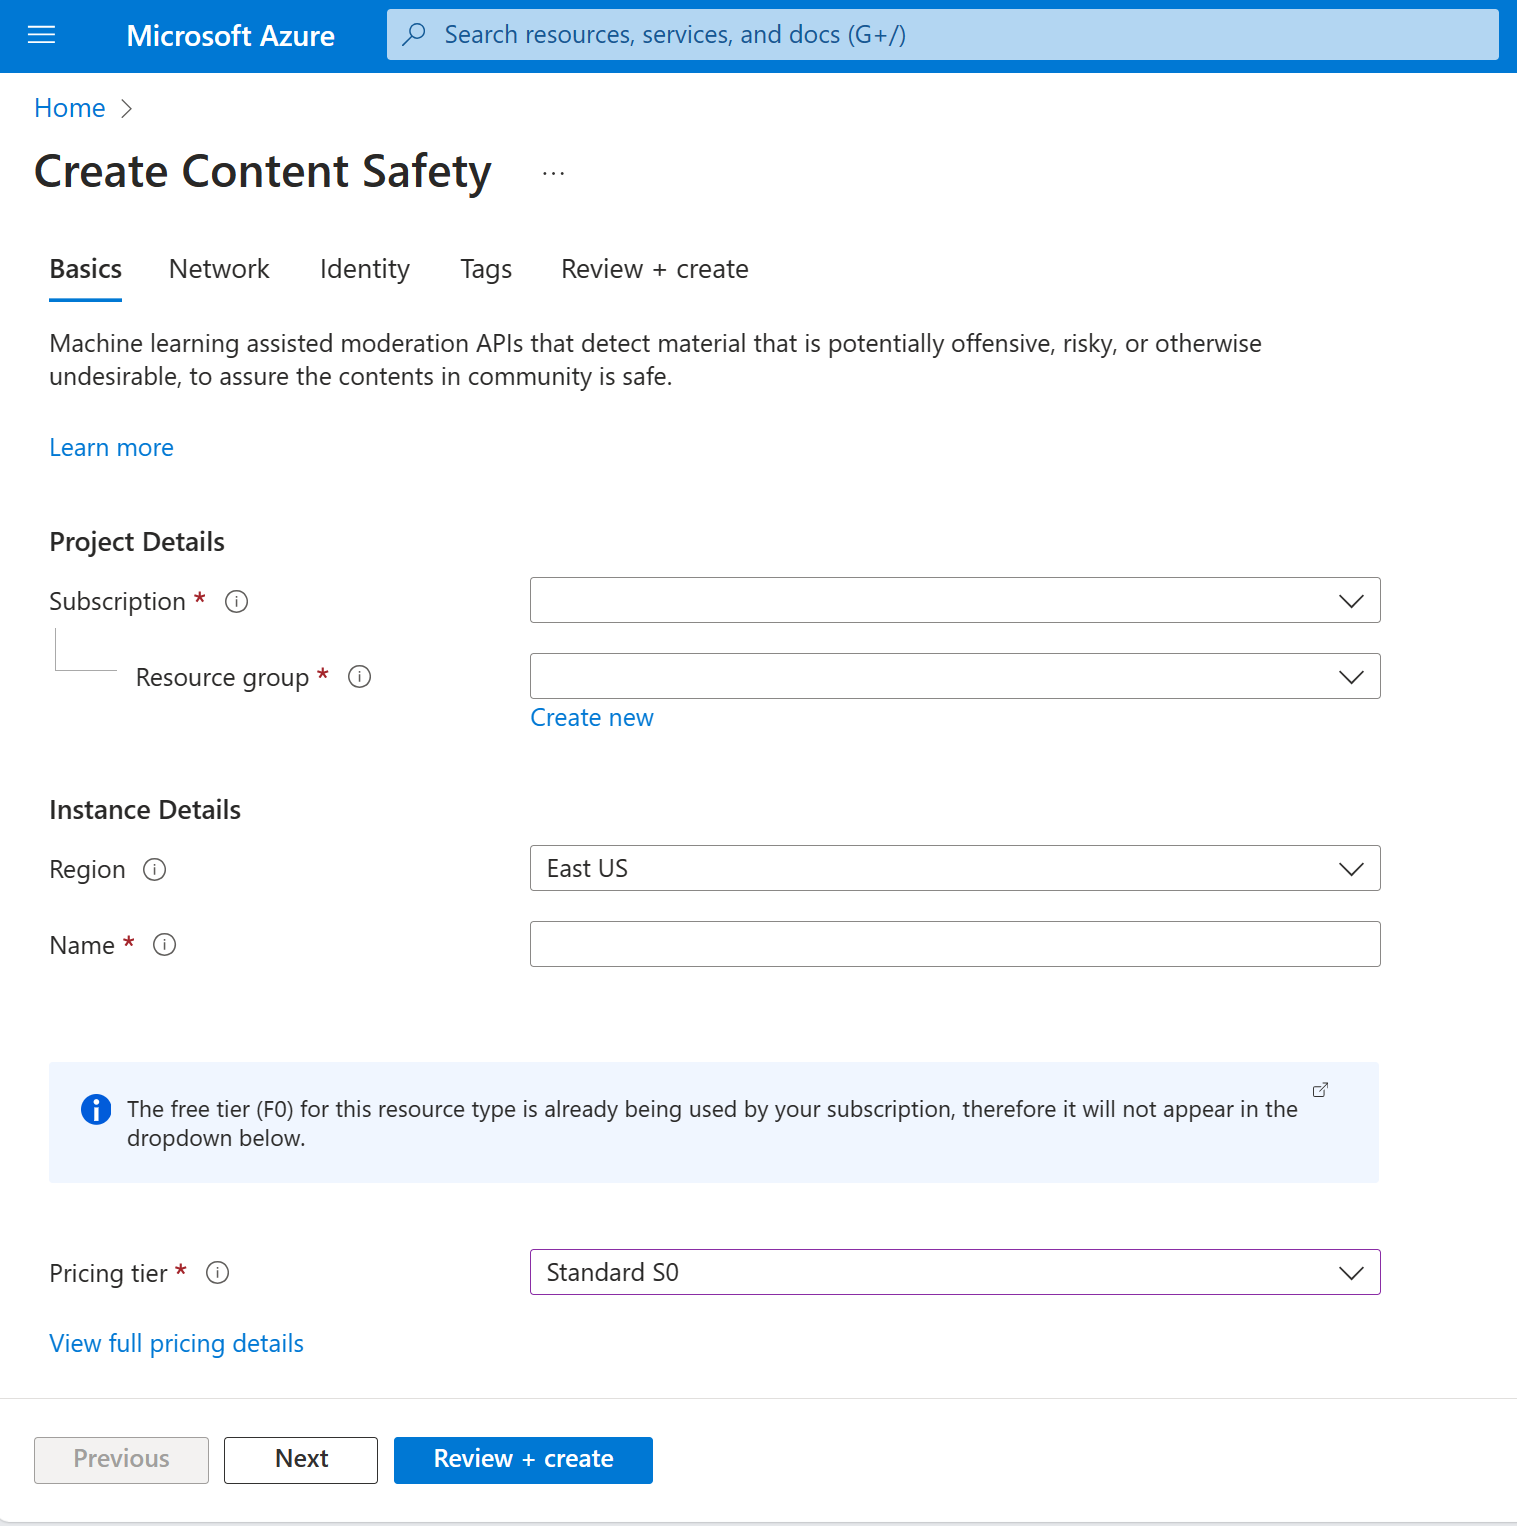 Microsoft Azure
Search resources, services, and docs (G+/)
Home
Create Content Safety ...
Basics Network Identity Tags Review + create
Machine learning assisted moderation APIs that detect material that is potentially offensive, risky, or otherwise
undesirable, to assure the contents in community is safe.
Learn more
Project Details
Subscription *
Resource group *
Create new
Instance Details
Region
East US
Name *
The free tier (F0) for this resource type is already being used by your subscription, therefore it will not appear in the
dropdown below.
Pricing tier *
Standard S0
View full pricing details
Previous Next Review + create